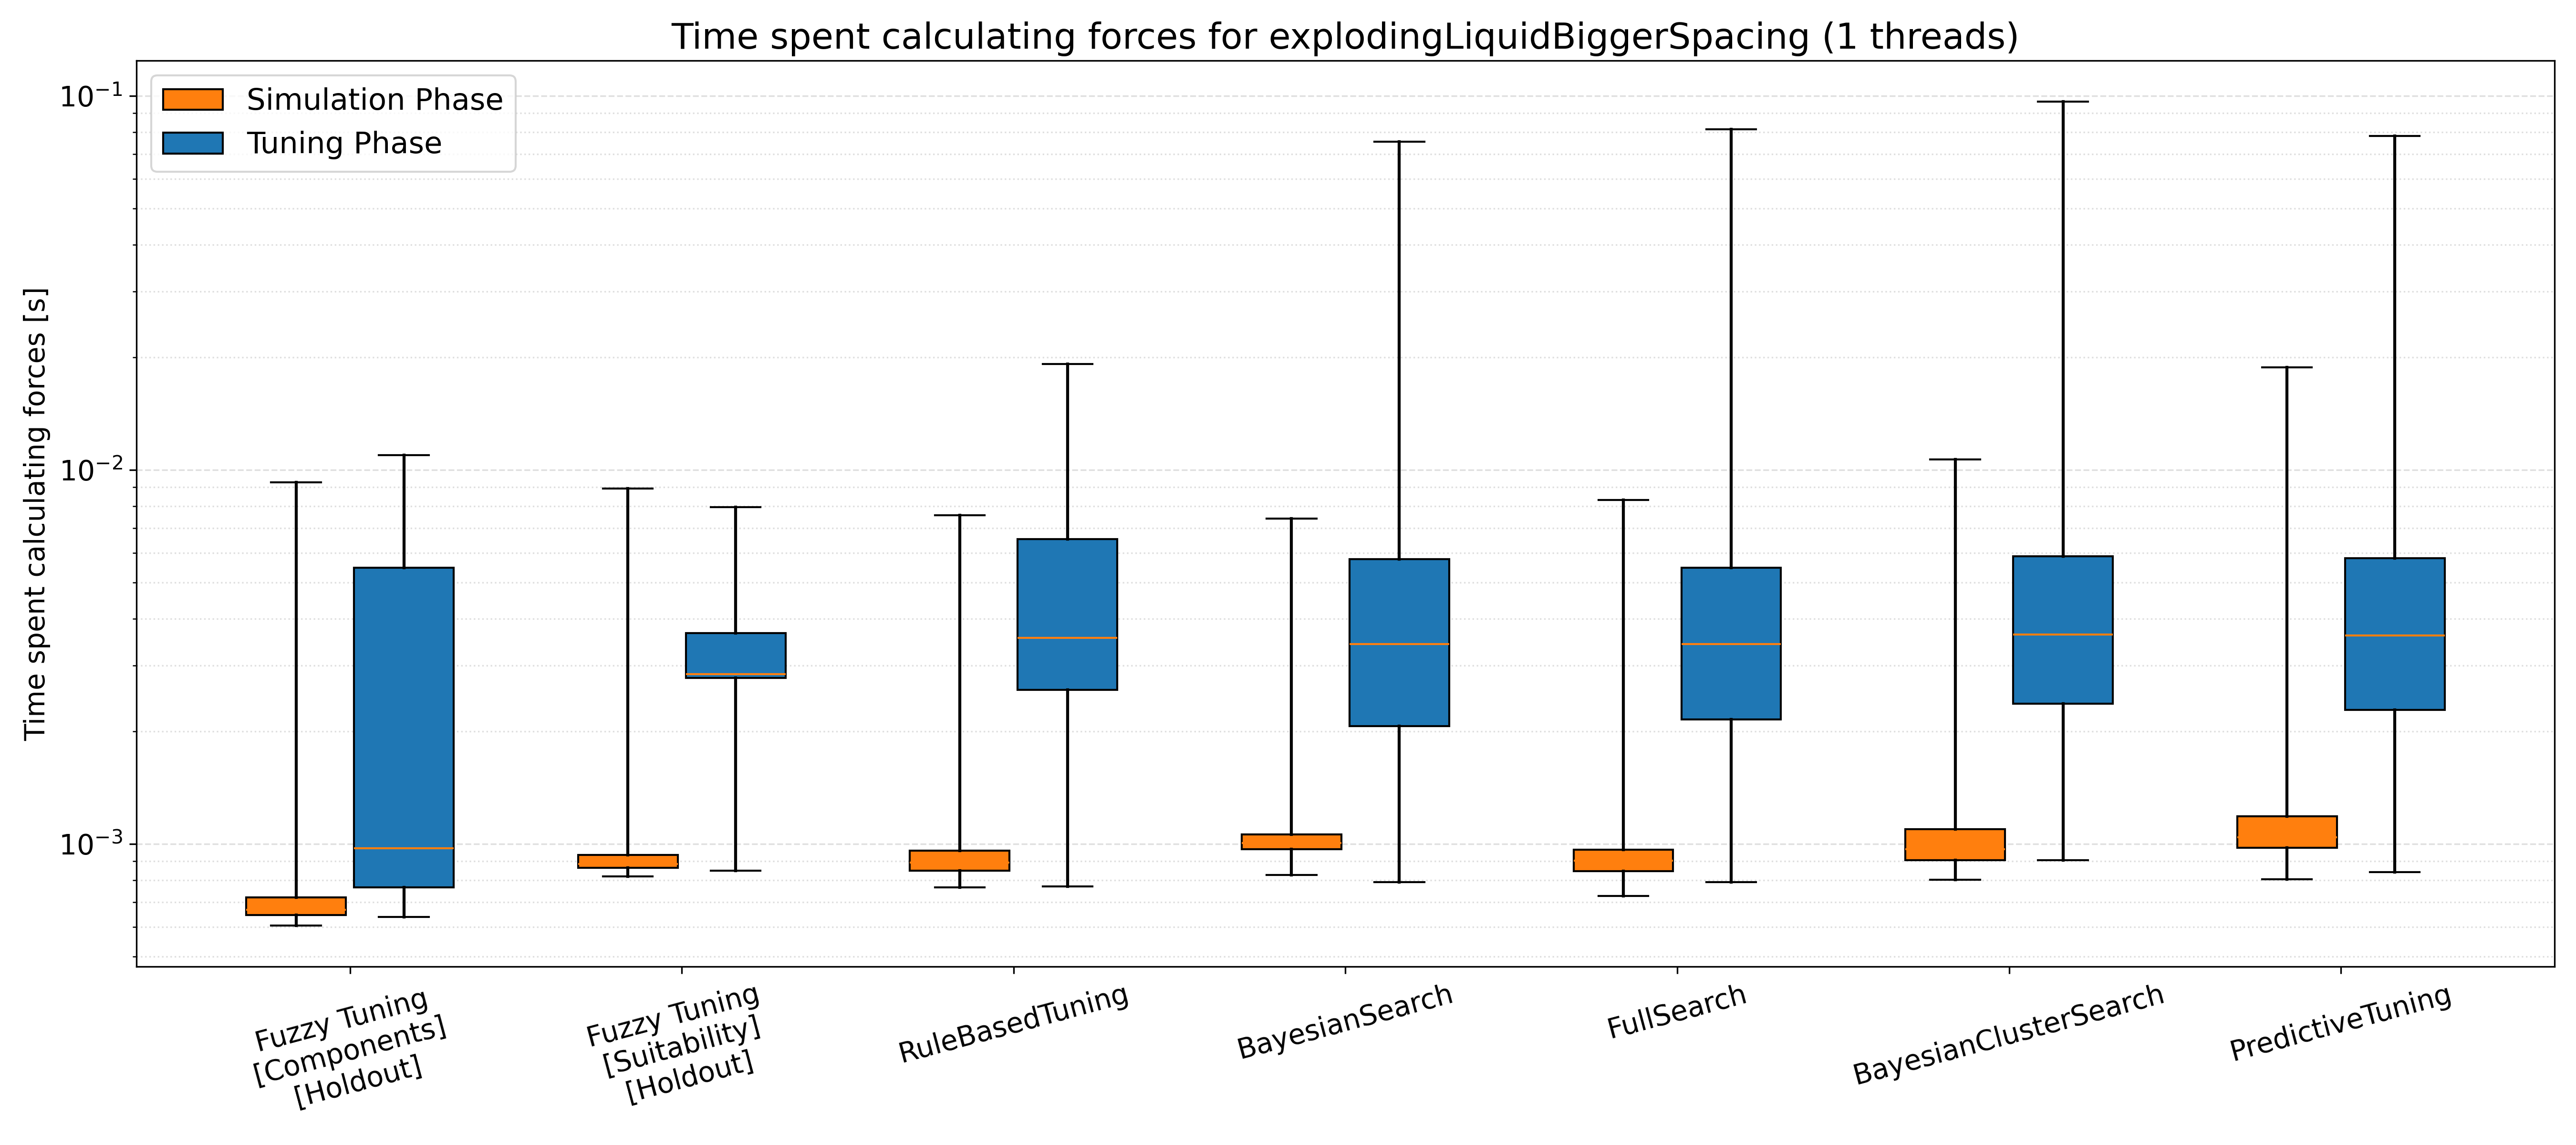 Time spent calculating forces for explodingLiquidBiggerSpacing (1 threads)
Simulation Phase
Tuning Phase
Time spent calculating forces [s]
10⁻¹
10⁻²
10⁻³
Fuzzy Tuning
[Components]
[Holdout]
Fuzzy Tuning
[Suitability]
[Holdout]
RuleBasedTuning
BayesianSearch
FullSearch
BayesianClusterSearch
PredictiveTuning